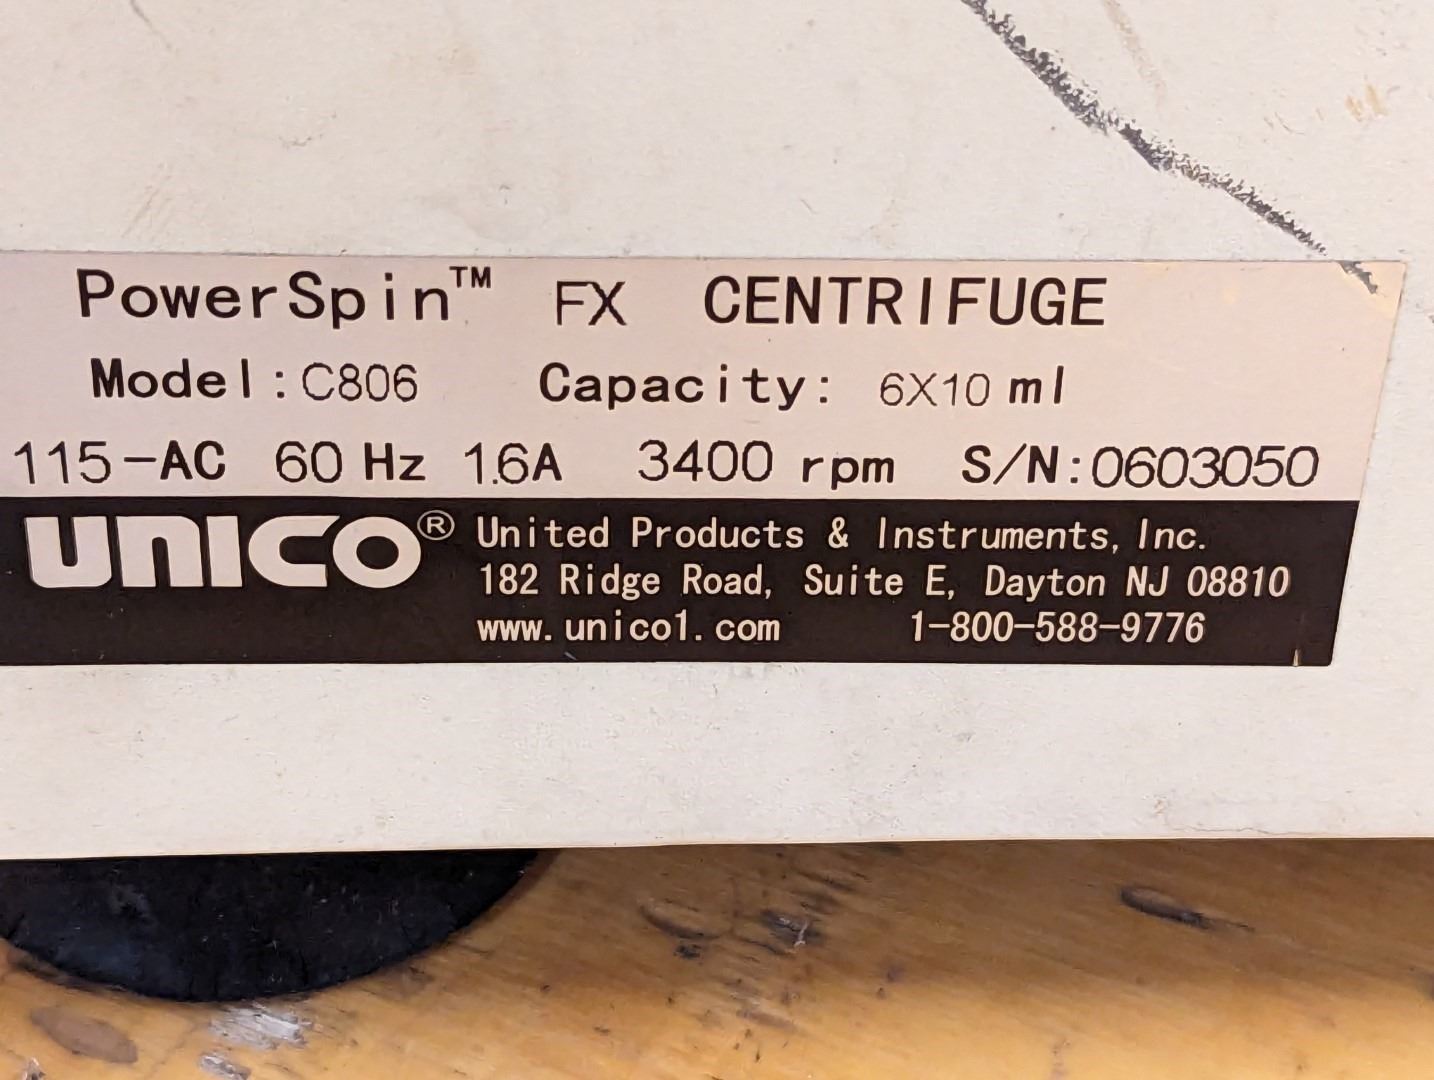 PowerSpin™ FX CENTRIFUGE
Model:C806 Capacity: 6X10 ml
115-AC 60 Hz 1.6A 3400 rpm S/N:0603050
UNICO® United Products & Instruments, Inc.
182 Ridge Road, Suite E, Dayton NJ 08810
www.unico1.com 1-800-588-9776